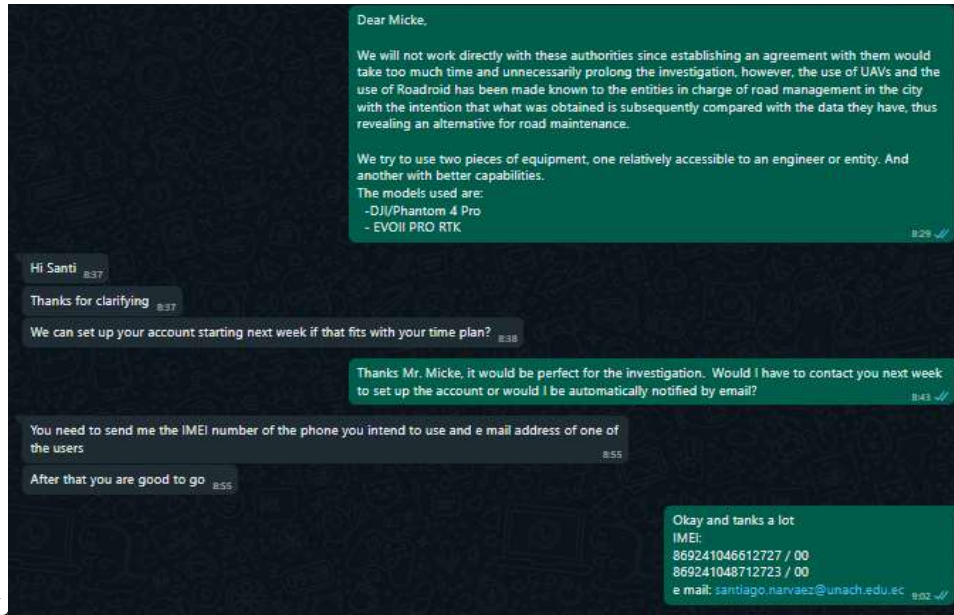 Dear Micke,
We will not work directly with these authorities since establishing an agreement with them would
take too much time and unnecessarily prolong the investigation, however, the use of UAVs and the
use of Roadroid has been made known to the entities in charge of road management in the city
with the intention that what was obtained is subsequently compared with the data they have, thus
revealing an alternative for road maintenance.
We try to use two pieces of equipment, one relatively accessible to an engineer or entity. And
another with better capabilities.
The models used are:
-DJI/Phantom 4 Pro
- EVOII PRO RTK
8:29
Hi Santi 8:37
Thanks for clarifying 8:37
We can set up your account starting next week if that fits with your time plan? 8:38
Thanks Mr. Micke, it would be perfect for the investigation. Would I have to contact you next week
to set up the account or would I be automatically notified by email?
8:43
You need to send me the IMEI number of the phone you intend to use and e mail address of one of
the users
8:55
After that you are good to go 8:55
Okay and tanks a lot
IMEI:
869241046612727 / 00
869241048712723 / 00
e mail: santiago.narvaez@unach.edu.ec 9:02